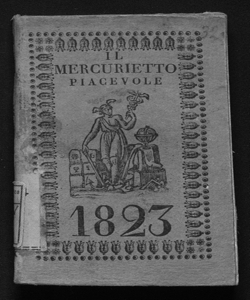 IL
MERCURIETTO
PIACEVOLE
1823